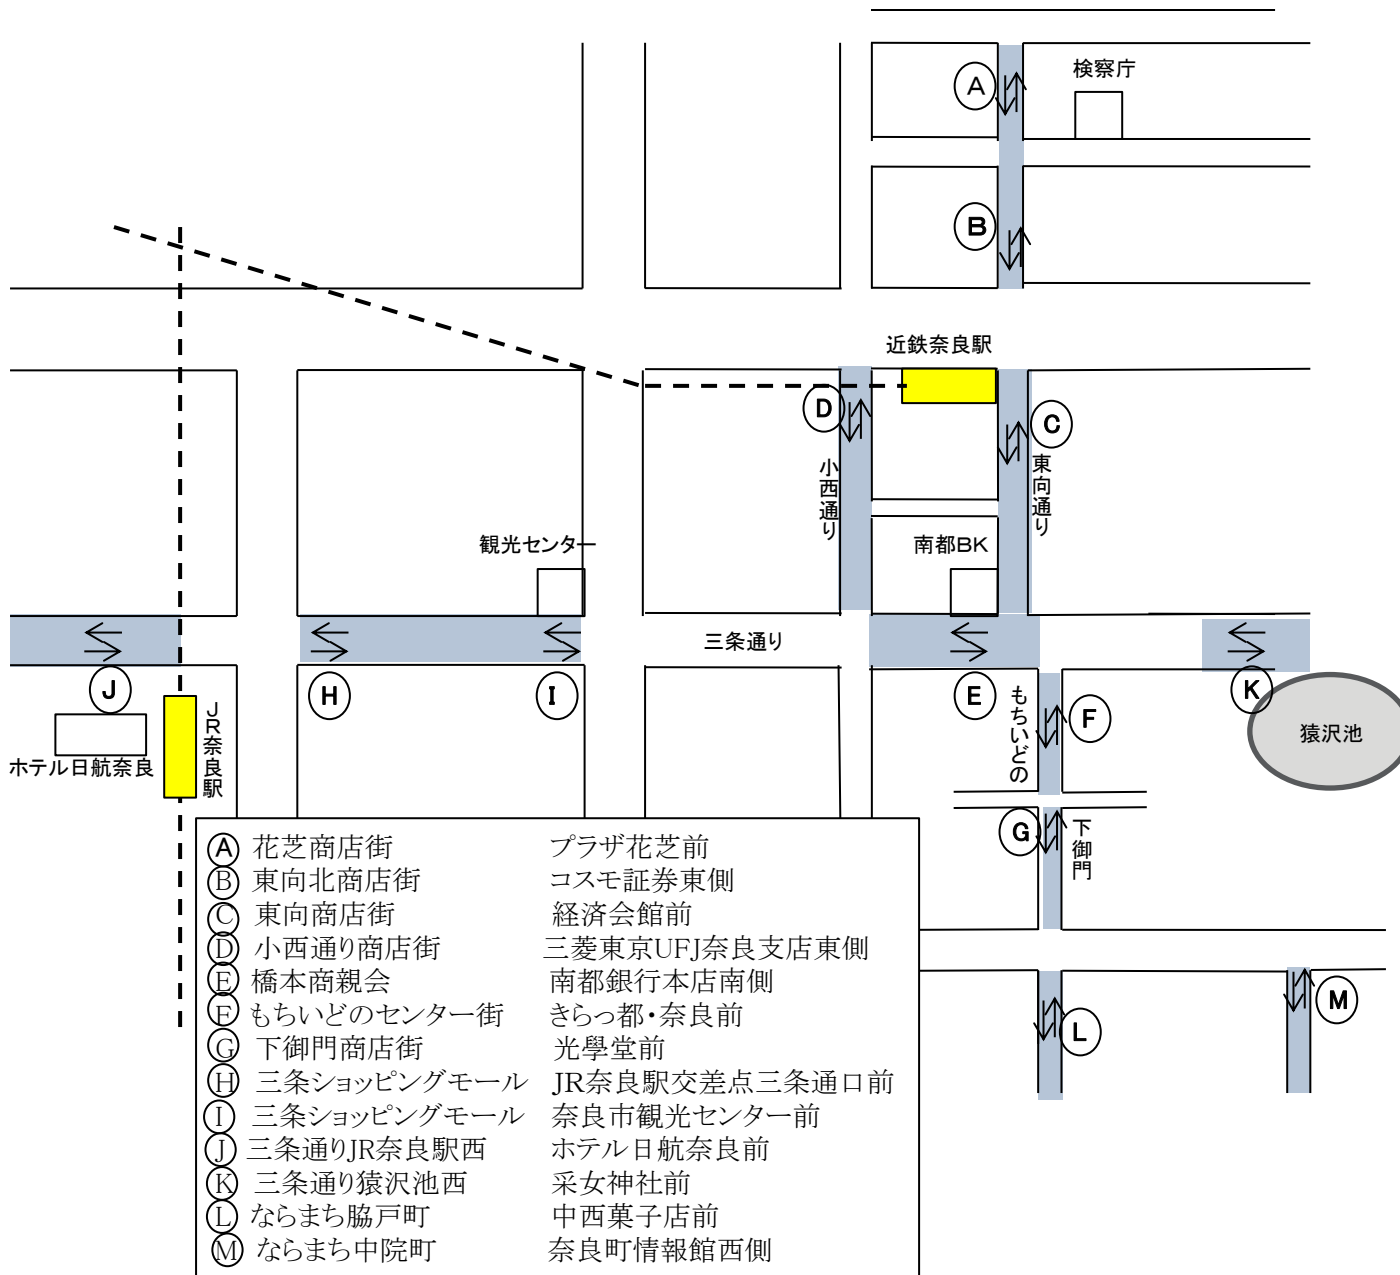 検察庁
A
B
近鉄奈良駅
D
C
小西通り
東向通り
観光センター
南都BK
三条通り
J
H
I
E
K
もちいどの
F
猿沢池
JR奈良駅
ホテル日航奈良
G
下御門
M
L
A 花芝商店街 プラザ花芝前
B 東向北商店街 コスモ証券東側
C 東向商店街 経済会館前
D 小西通り商店街 三菱東京UFJ奈良支店東側
E 橋本商親会 南都銀行本店南側
F もちいどのセンター街 きらっ都・奈良前
G 下御門商店街 光學堂前
H 三条ショッピングモール JR奈良駅交差点三条通口前
I 三条ショッピングモール 奈良市観光センター前
J 三条通りJR奈良駅西 ホテル日航奈良前
K 三条通り猿沢池西 采女神社前
L ならまち脇戸町 中西菓子店前
M ならまち中院町 奈良町情報館西側